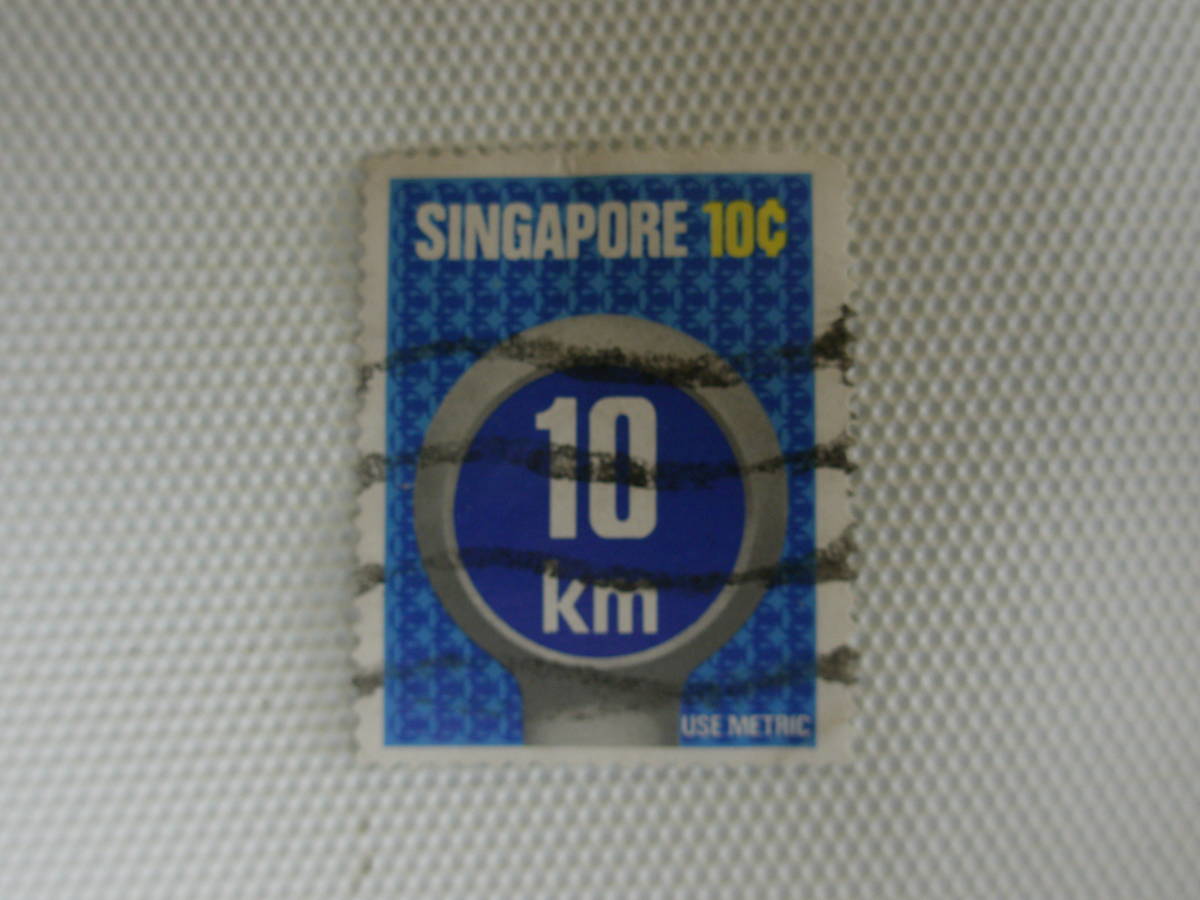 SINGAPORE 10¢
10
km
USE METRIC